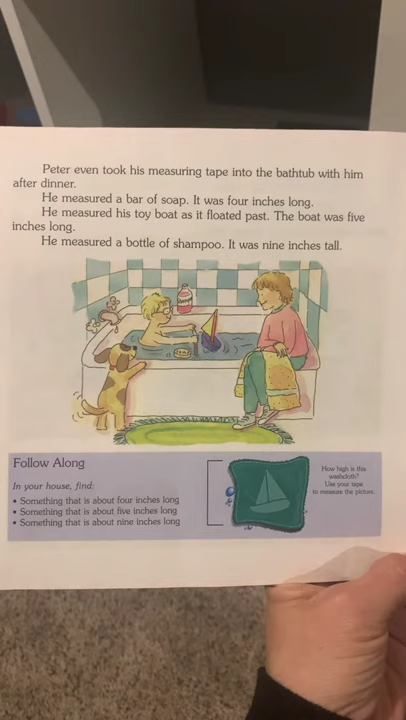 Peter even took his measuring tape into the bathtub with him
after dinner.
He measured a bar of soap. It was four inches long.
He measured his toy boat as it floated past. The boat was five
inches long.
He measured a bottle of shampoo. It was nine inches tall.
Follow Along
In your house, find:
• Something that is about four inches long
• Something that is about five inches long
• Something that is about nine inches long
How high is this
washcloth?
Use your tape
to measure the picture.